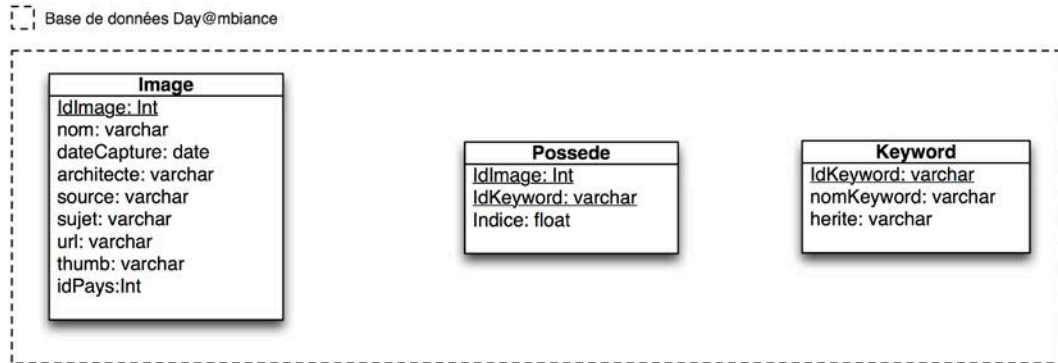 Base de données Day@mbiance
Image
IdImage: Int
nom: varchar
dateCapture: date
architecte: varchar
source: varchar
sujet: varchar
url: varchar
thumb: varchar
idPays:Int
Possede
IdImage: Int
IdKeyword: varchar
Indice: float
Keyword
IdKeyword: varchar
nomKeyword: varchar
herite: varchar